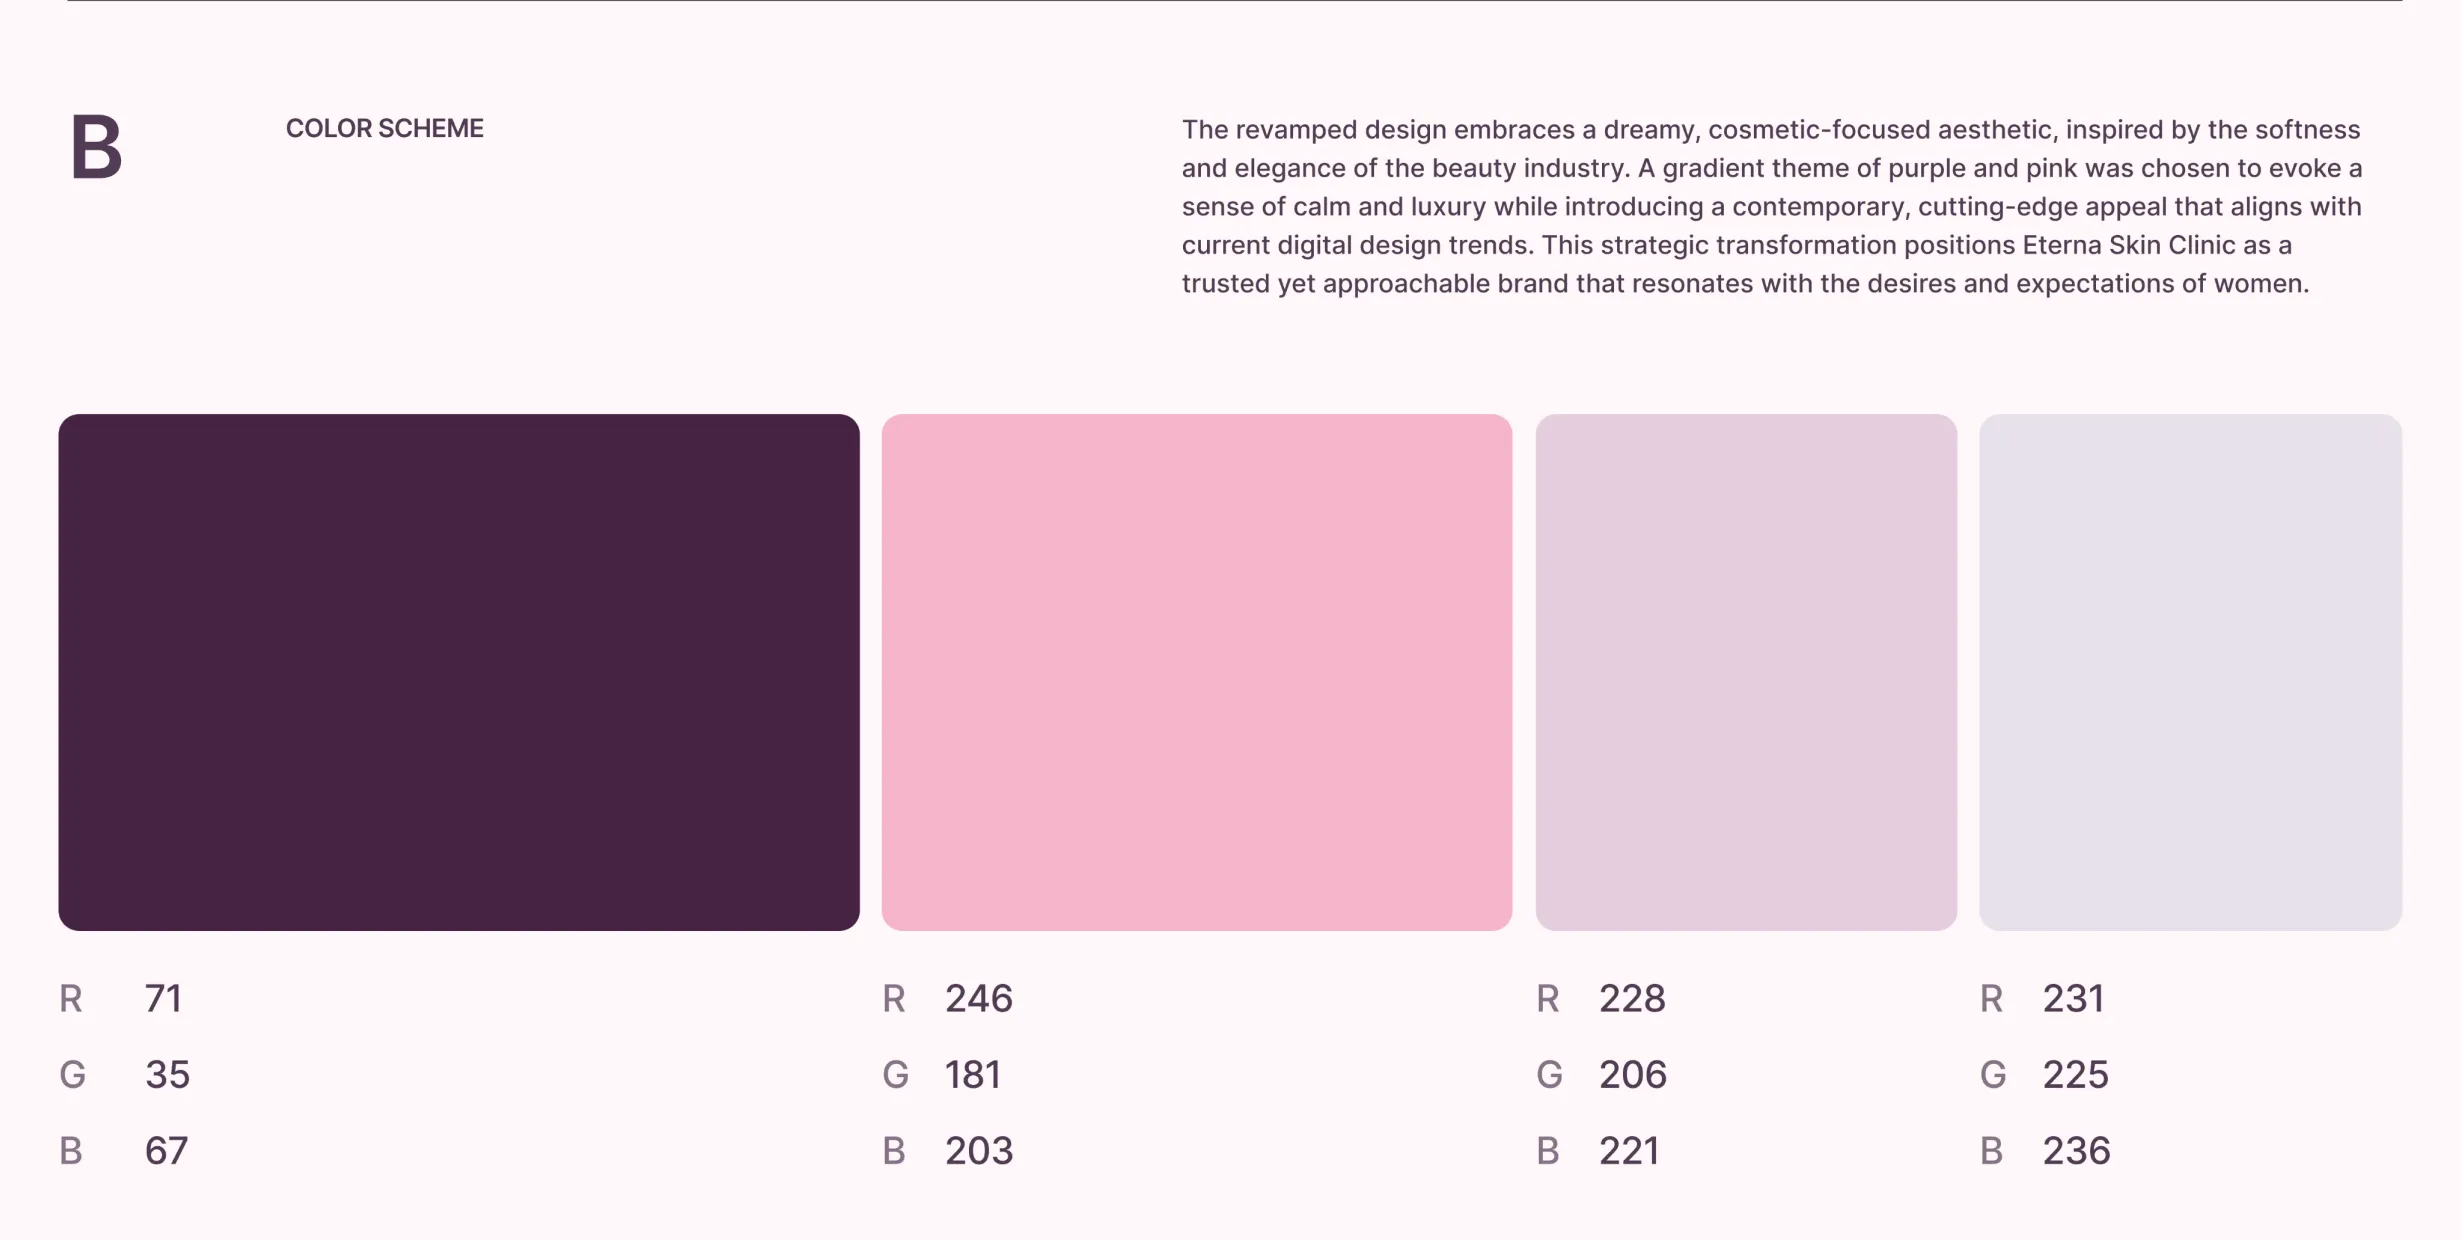 B
COLOR SCHEME
The revamped design embraces a dreamy, cosmetic-focused aesthetic, inspired by the softness
and elegance of the beauty industry. A gradient theme of purple and pink was chosen to evoke a
sense of calm and luxury while introducing a contemporary, cutting-edge appeal that aligns with
current digital design trends. This strategic transformation positions Eterna Skin Clinic as a
trusted yet approachable brand that resonates with the desires and expectations of women.
R 71
G 35
B 67
R 246
G 181
B 203
R 228
G 206
B 221
R 231
G 225
B 236